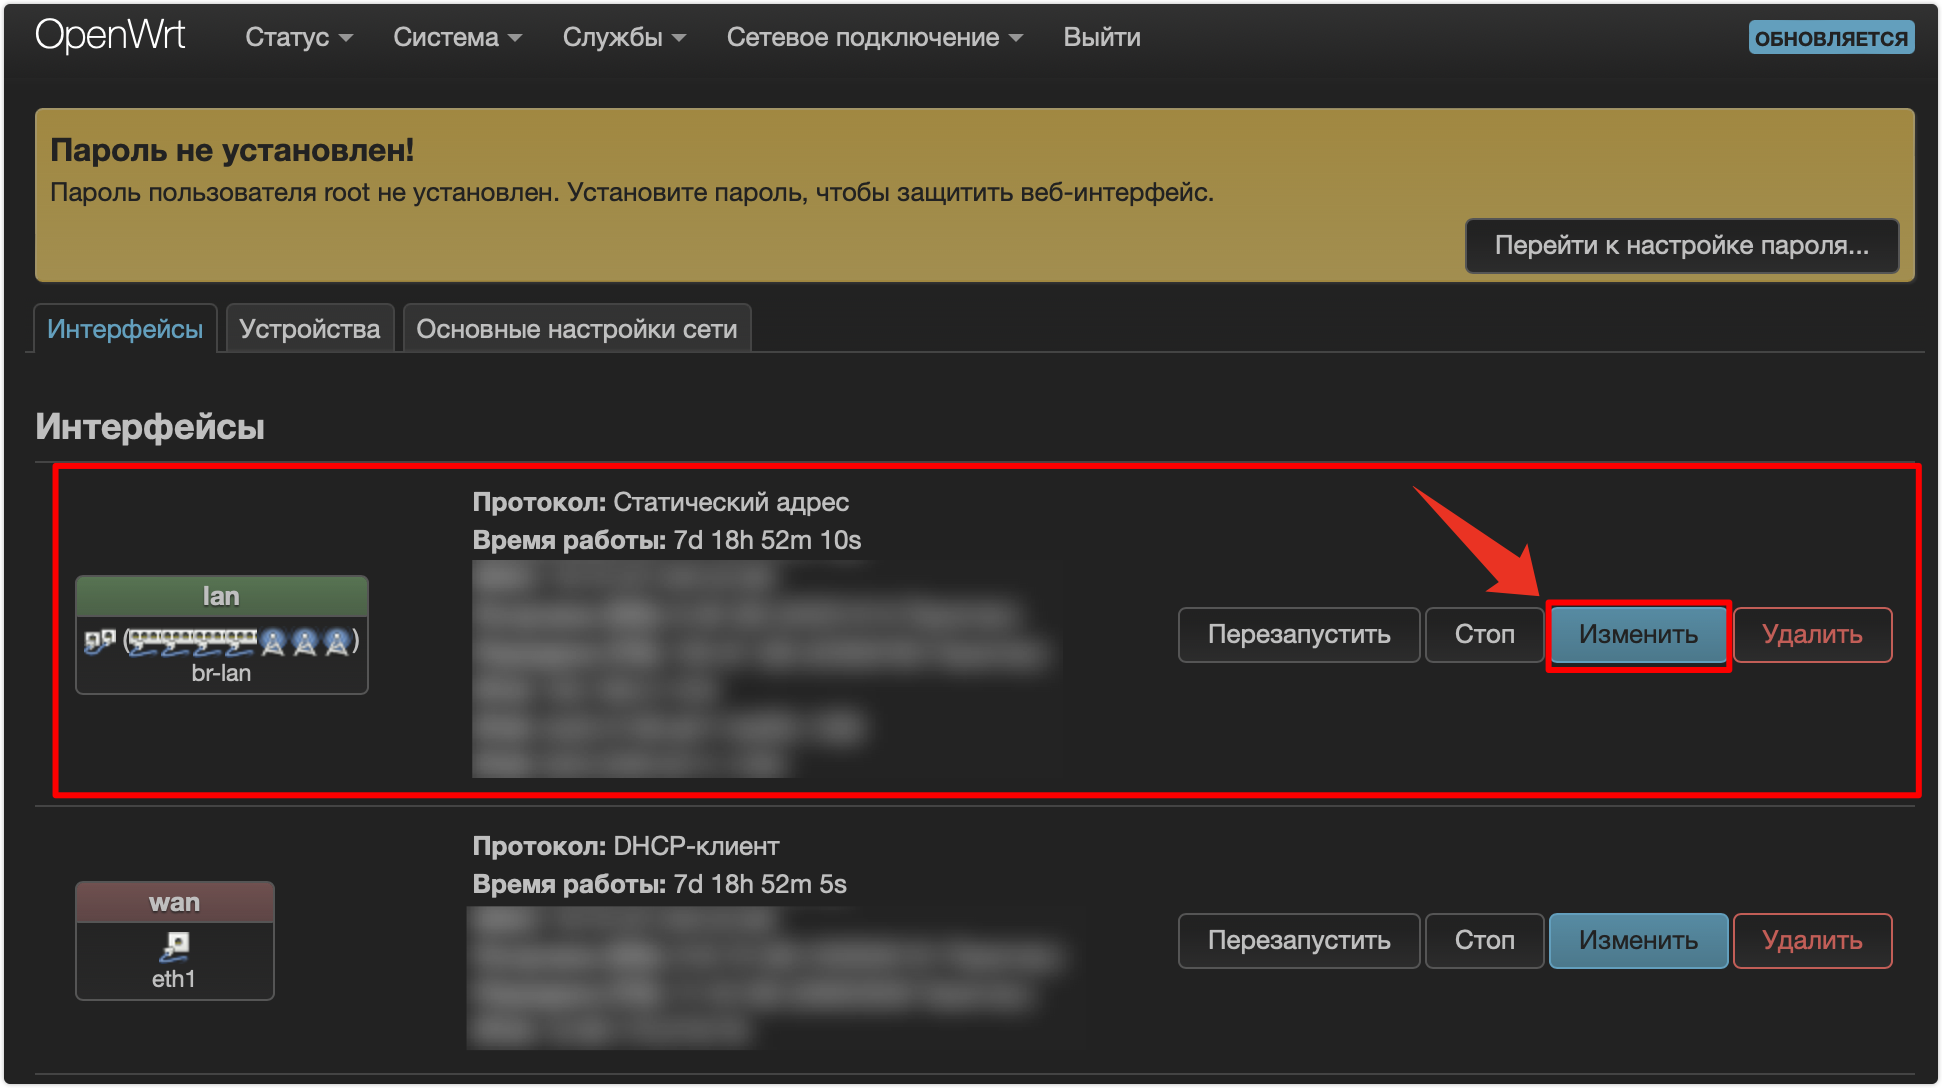 OpenWrt Статус Система Службы Сетевое подключение Выйти ОБНОВЛЯЕТСЯ
Пароль не установлен!
Пароль пользователя root не установлен. Установите пароль, чтобы защитить веб-интерфейс.
Перейти к настройке пароля...
Интерфейсы Устройства Основные настройки сети
Интерфейсы
Протокол: Статический адрес
Время работы: 7d 18h 52m 10s
lan
( )
br-lan
Перезапустить Стоп Изменить Удалить
Протокол: DHCP-клиент
Время работы: 7d 18h 52m 5s
wan
eth1
Перезапустить Стоп Изменить Удалить